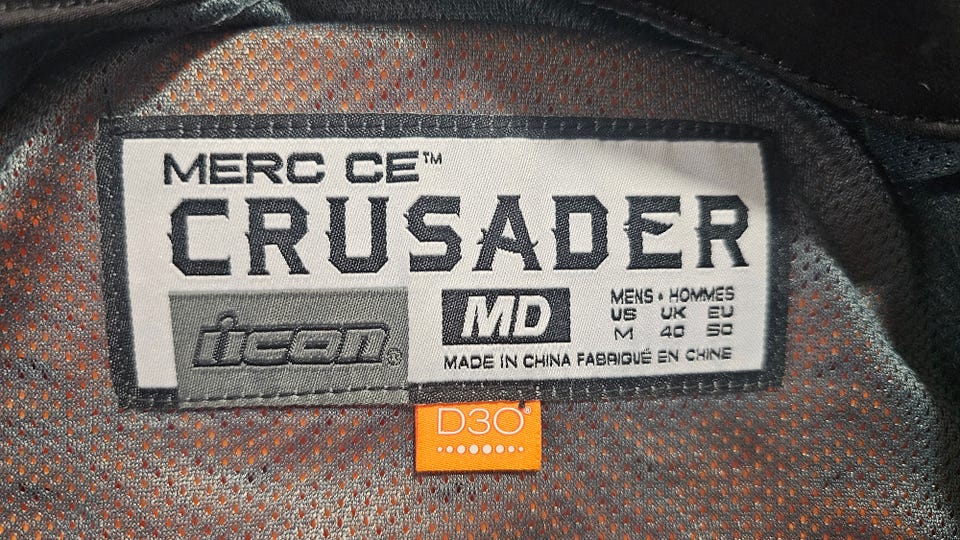 MERC CE™
CRUSADER
icon®
MD
MENS • HOMMES
US UK EU
M 40 50
MADE IN CHINA FABRIQUÉ EN CHINE
D3O®